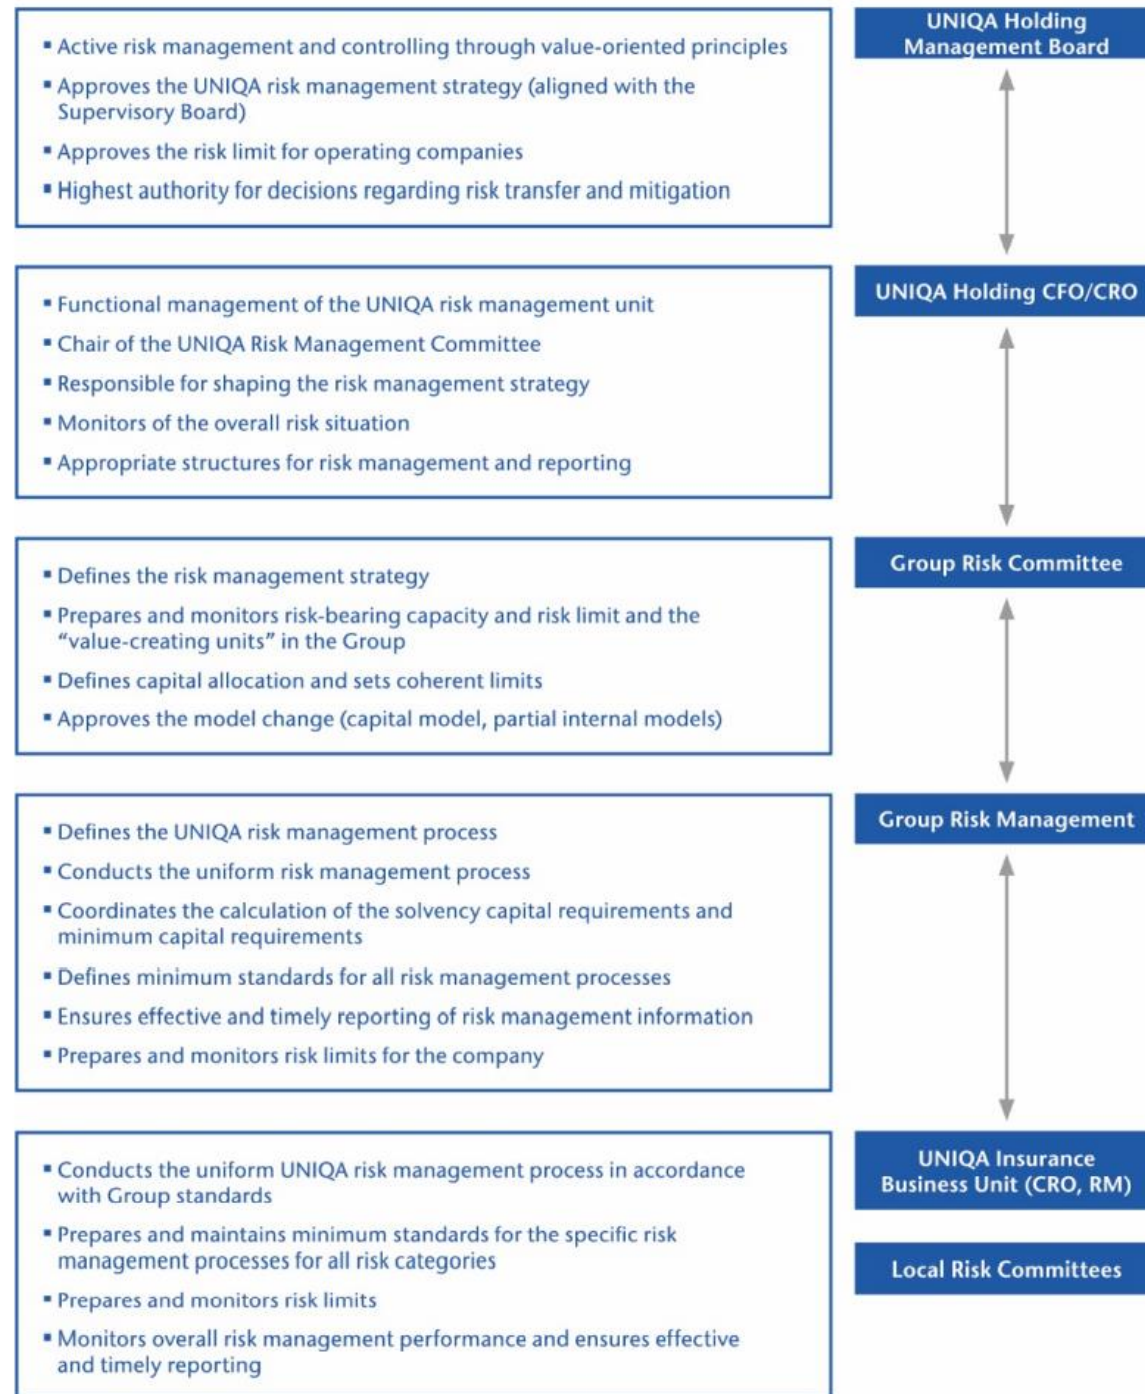 UNIQA Holding
Management Board
▪ Active risk management and controlling through value-oriented principles
▪ Approves the UNIQA risk management strategy (aligned with the
Supervisory Board)
▪ Approves the risk limit for operating companies
▪ Highest authority for decisions regarding risk transfer and mitigation
UNIQA Holding CFO/CRO
▪ Functional management of the UNIQA risk management unit
▪ Chair of the UNIQA Risk Management Committee
▪ Responsible for shaping the risk management strategy
▪ Monitors of the overall risk situation
▪ Appropriate structures for risk management and reporting
Group Risk Committee
▪ Defines the risk management strategy
▪ Prepares and monitors risk-bearing capacity and risk limit and the
“value-creating units” in the Group
▪ Defines capital allocation and sets coherent limits
▪ Approves the model change (capital model, partial internal models)
Group Risk Management
▪ Defines the UNIQA risk management process
▪ Conducts the uniform risk management process
▪ Coordinates the calculation of the solvency capital requirements and
minimum capital requirements
▪ Defines minimum standards for all risk management processes
▪ Ensures effective and timely reporting of risk management information
▪ Prepares and monitors risk limits for the company
UNIQA Insurance
Business Unit (CRO, RM)
Local Risk Committees
▪ Conducts the uniform UNIQA risk management process in accordance
with Group standards
▪ Prepares and maintains minimum standards for the specific risk
management processes for all risk categories
▪ Prepares and monitors risk limits
▪ Monitors overall risk management performance and ensures effective
and timely reporting